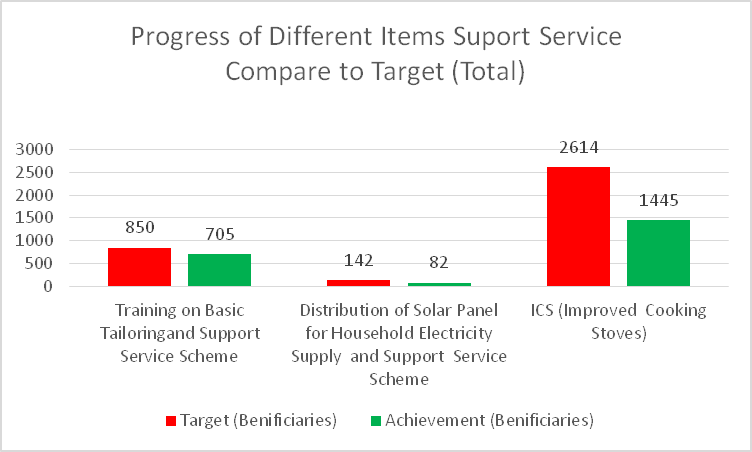 Progress of Different Items Suport Service
Compare to Target (Total)
3000
2500
2000
1500
1000
500
0
850
705
142
82
2614
1445
Training on Basic
Tailoringand Support
Service Scheme
Distribution of Solar Panel
for Household Electricity
Supply and Support Service
Scheme
ICS (Improved Cooking
Stoves)
Target (Benificiaries)
Achievement (Benificiaries)